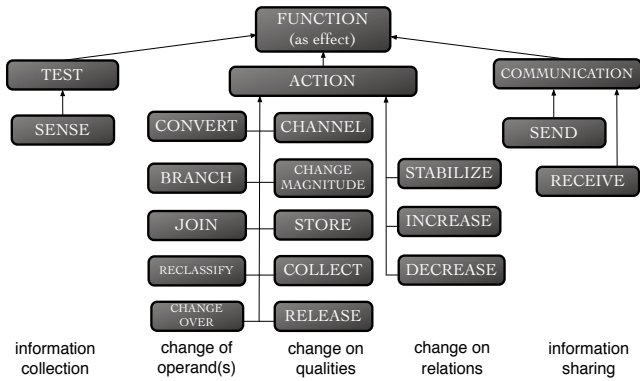 FUNCTION
(as effect)
TEST
ACTION
COMMUNICATION
SENSE
CONVERT
CHANNEL
SEND
BRANCH
CHANGE
MAGNITUDE
STABILIZE
RECEIVE
JOIN
STORE
INCREASE
RECLASSIFY
COLLECT
DECREASE
CHANGE
OVER
RELEASE
information
collection
change of
operand(s)
change on
qualities
change on
relations
information
sharing